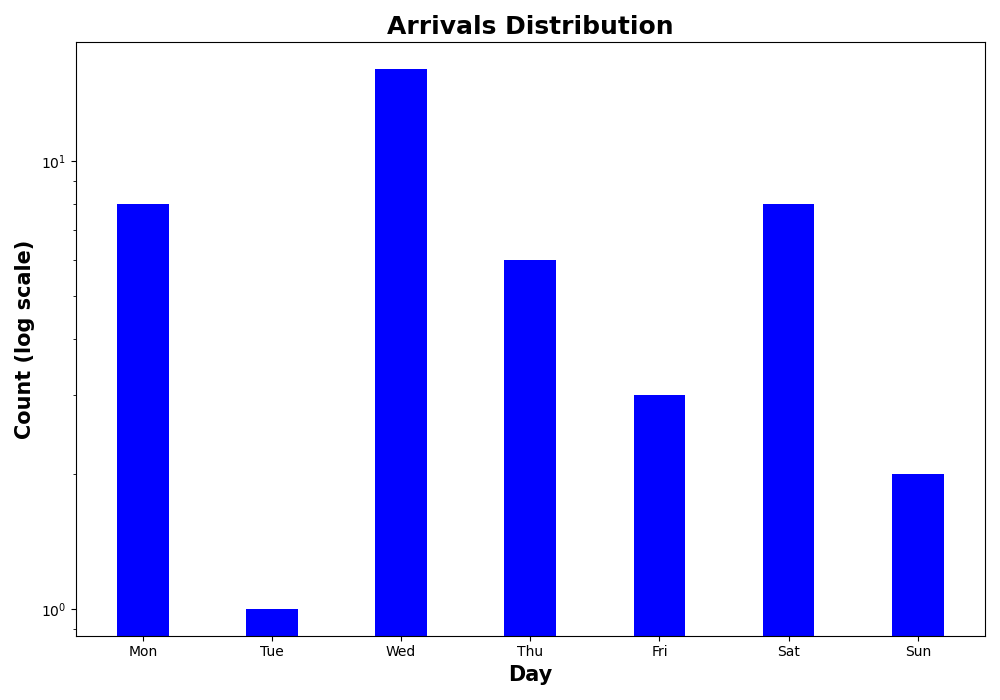 Arrivals Distribution
Count (log scale)
10¹
10⁰
Mon Tue Wed Thu Fri Sat Sun
Day